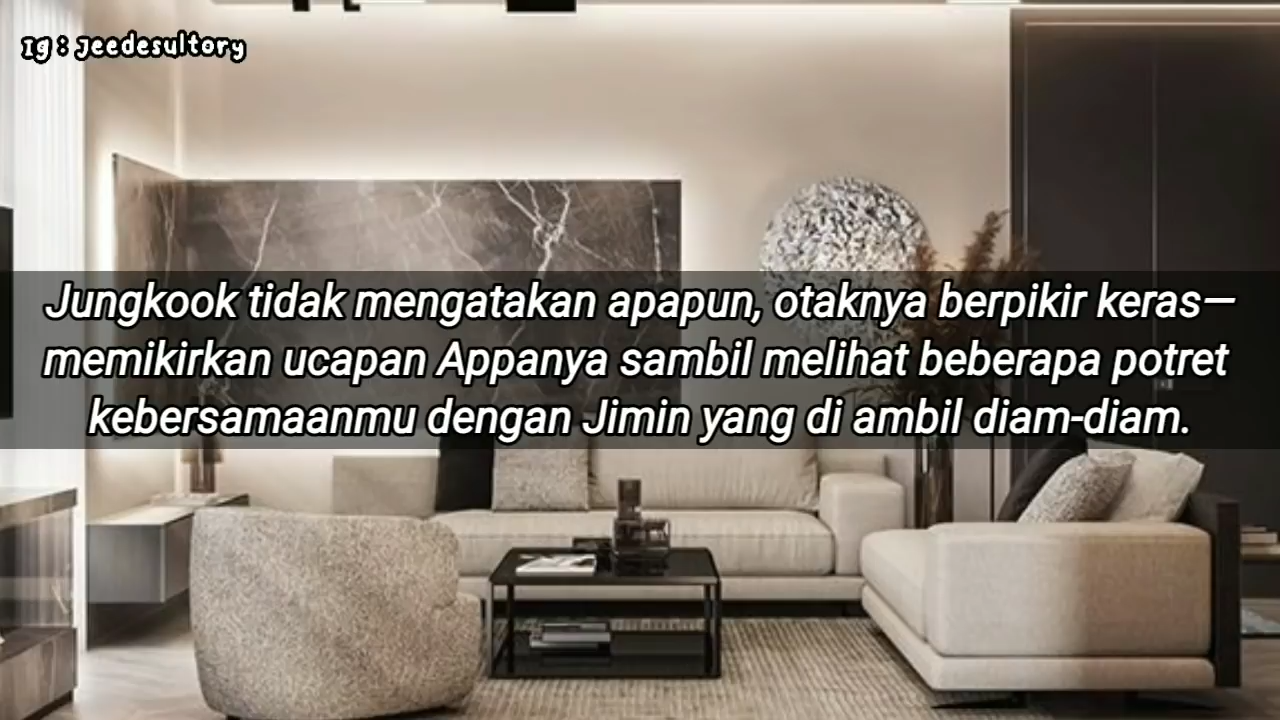 Ig : Jeedesultory
Jungkook tidak mengatakan apapun, otaknya berpikir keras—
memikirkan ucapan Appanya sambil melihat beberapa potret
kebersamaanmu dengan Jimin yang di ambil diam-diam.